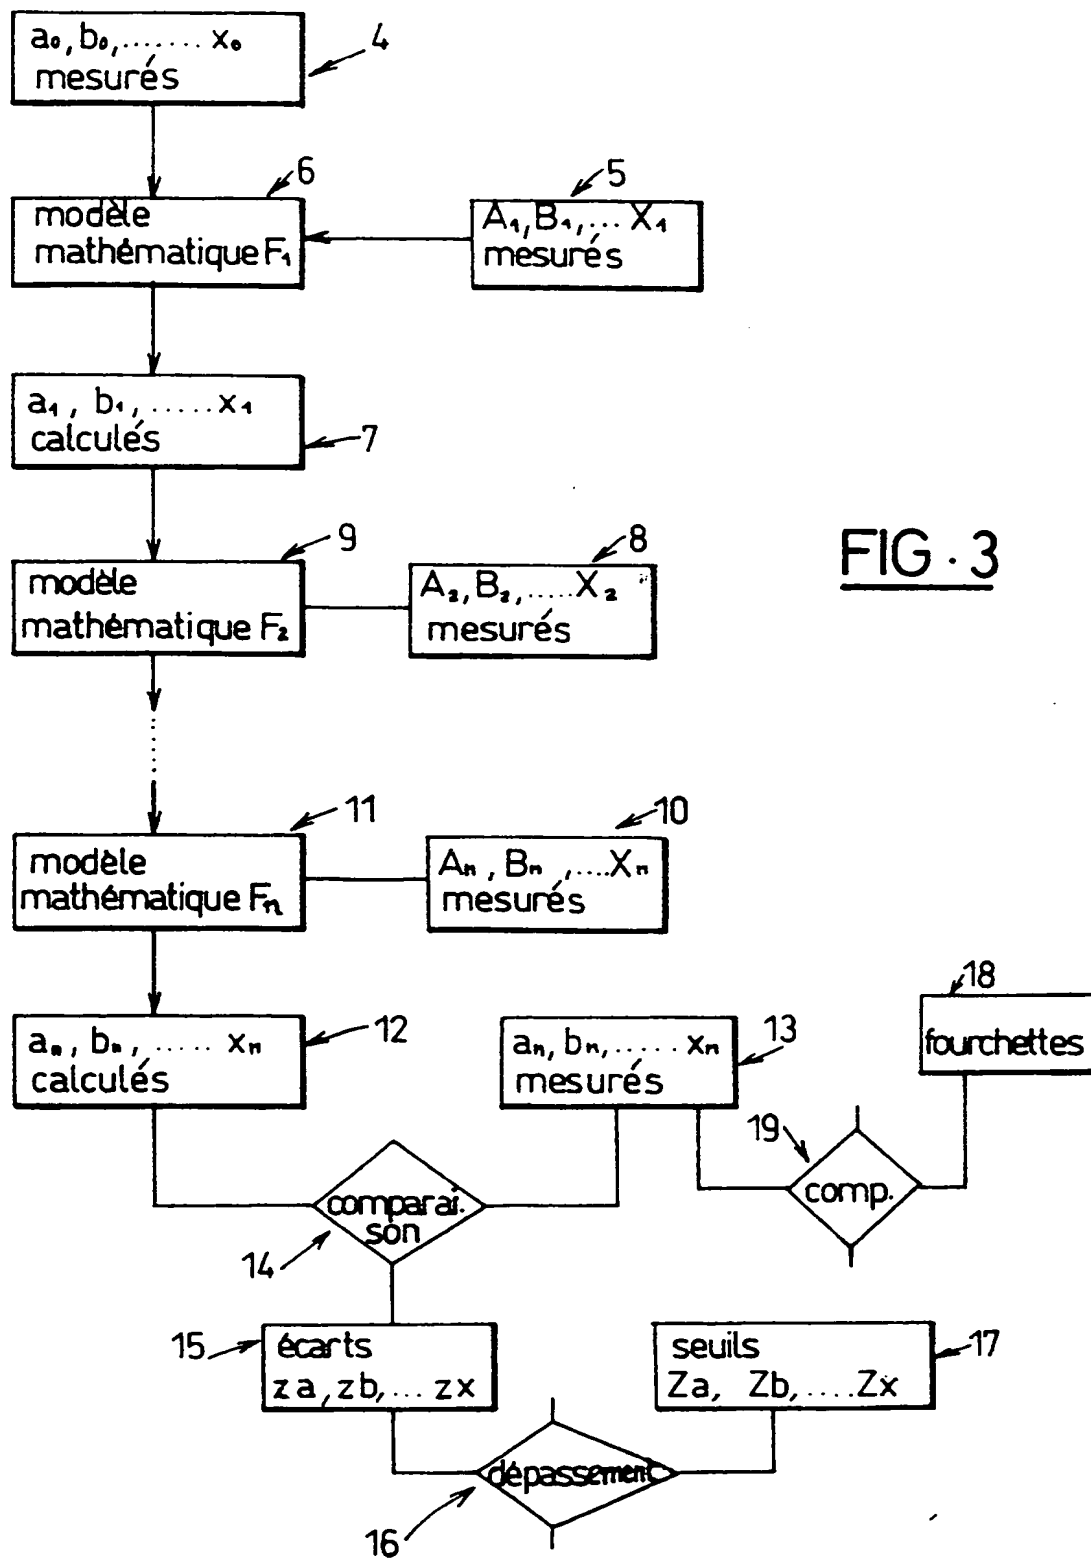 a₀, b₀, ....... x₀
mesurés
4
6
5
modèle
mathématique F₁
A₁, B₁, ... X₁
mesurés
a₁, b₁, ..... x₁
calculés
7
9
8
modèle
mathématique F₂
A₂, B₂, ..... X₂
mesurés
FIG. 3
11
10
modèle
mathématique Fn
An, Bn, .... Xn
mesurés
18
fourchettes
12
an, bn, ..... xn
calculés
13
an, bn, ..... xn
mesurés
19
comp.
comparai.
son
14
15
écarts
za, zb, ... zx
seuils
Za, Zb, .... Zx
17
dépassement
16